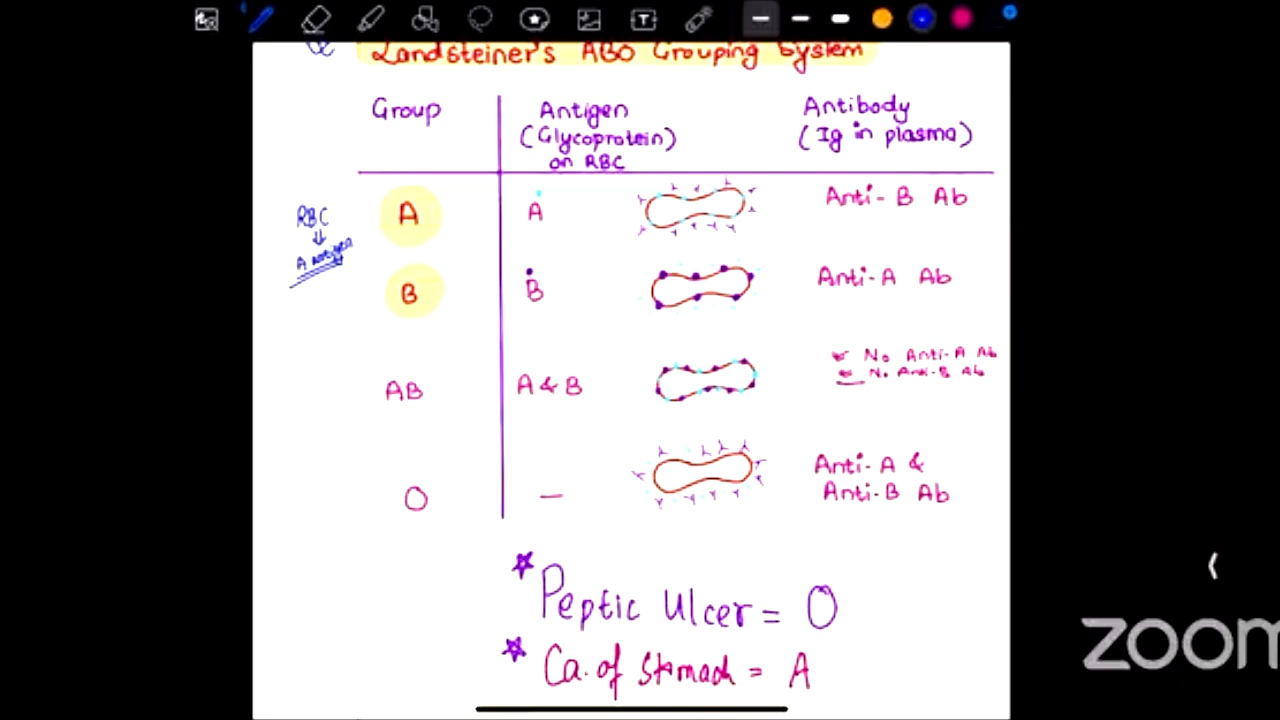 Landsteiner's ABO Grouping System
Group
Antigen
(Glycoprotein)
on RBC
Antibody
(Ig in plasma)
RBC
A antigen
A
A
Anti-B Ab
B
B
Anti-A Ab
AB
A & B
No Anti-A Ab
No Anti-B Ab
O
—
Anti-A &
Anti-B Ab
Peptic Ulcer = O
Ca. of Stomach = A
zoom